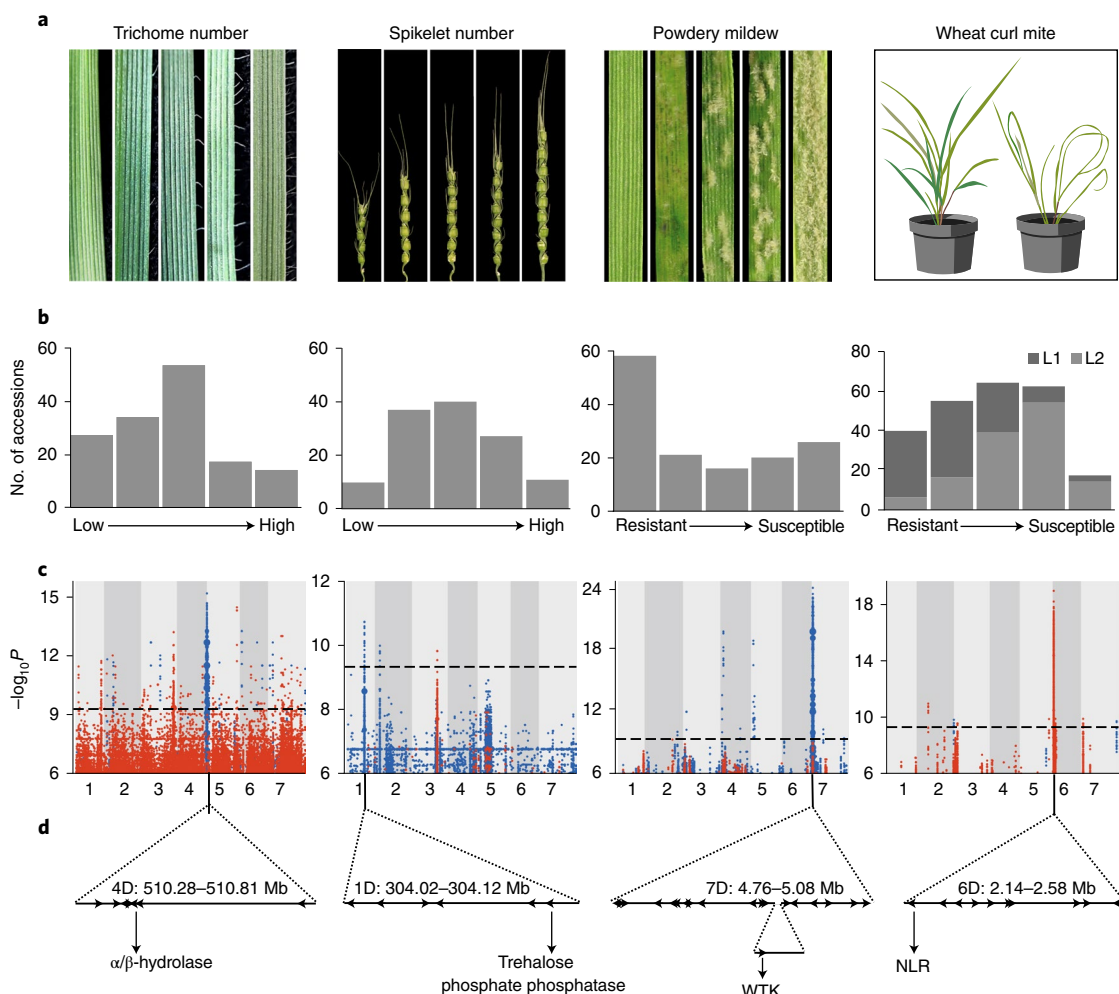 a
Trichome number
Spikelet number
Powdery mildew
Wheat curl mite
b
No. of accessions
60
40
20
0
Low
High
60
40
20
0
Low
High
60
40
20
0
Resistant
Susceptible
80
60
40
20
0
L1
L2
Resistant
Susceptible
c
–log10P
15
12
9
6
1 2 3 4 5 6 7
12
10
8
6
1 2 3 4 5 6 7
24
18
12
6
1 2 3 4 5 6 7
18
14
10
6
1 2 3 4 5 6 7
d
4D: 510.28–510.81 Mb
α/β-hydrolase
1D: 304.02–304.12 Mb
Trehalose
phosphate phosphatase
7D: 4.76–5.08 Mb
WTK
6D: 2.14–2.58 Mb
NLR